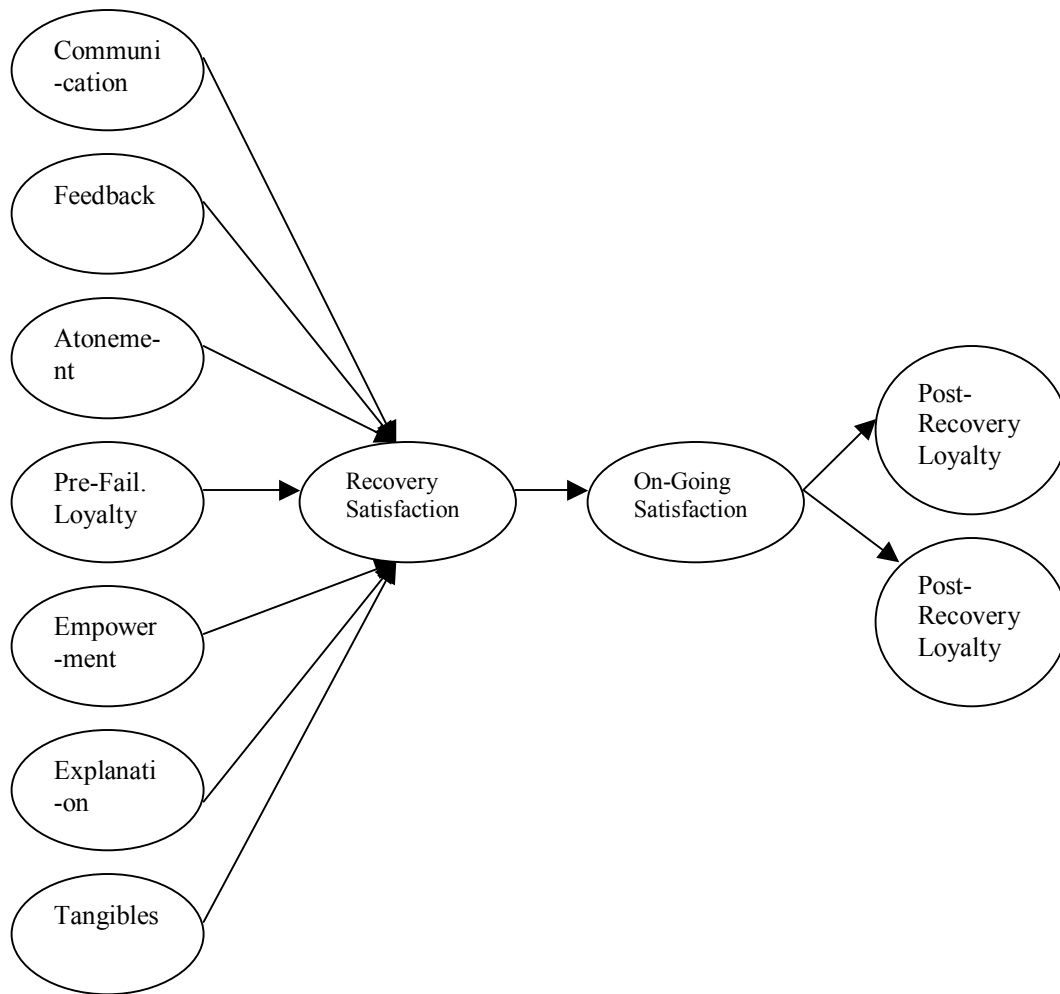 Communi
-cation
Feedback
Atoneme-
nt
Pre-Fail.
Loyalty
Empower
-ment
Explanati
-on
Tangibles
Recovery
Satisfaction
On-Going
Satisfaction
Post-
Recovery
Loyalty
Post-
Recovery
Loyalty